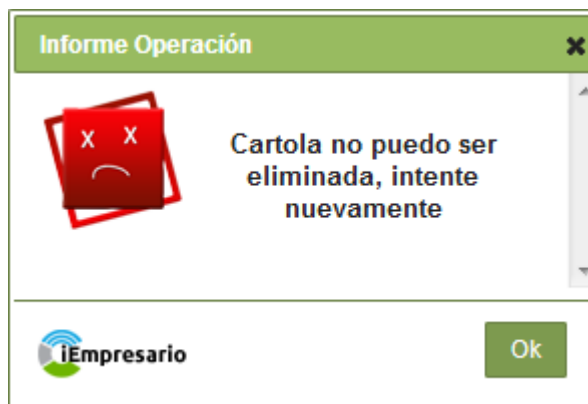 Informe Operación
Cartola no puedo ser
eliminada, intente
nuevamente
iEmpresario
Ok